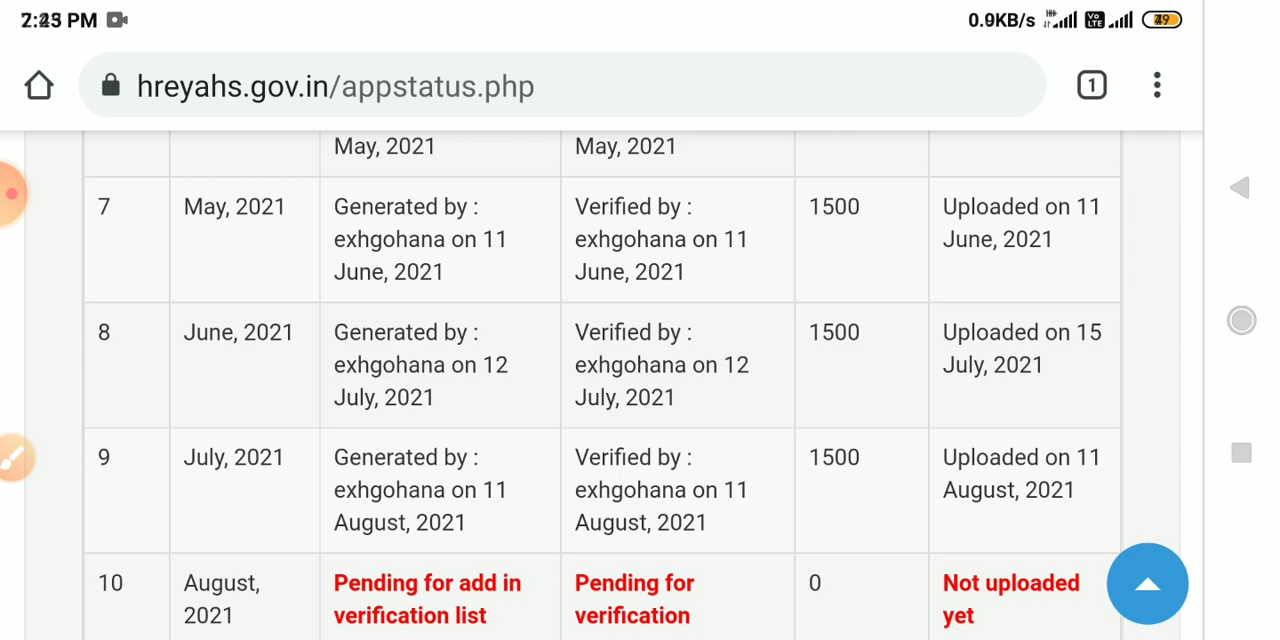 0.0KB/s
hreyahs.gov.in/appstatus.php
1
May, 2021 May, 2021
7 May, 2021 Generated by : Verified by : 1500 Uploaded on 11
exhgohana on 11 exhgohana on 11 June, 2021
June, 2021 June, 2021
8 June, 2021 Generated by : Verified by : 1500 Uploaded on 15
exhgohana on 12 exhgohana on 12 July, 2021
July, 2021 July, 2021
9 July, 2021 Generated by : Verified by : 1500 Uploaded on 11
exhgohana on 11 exhgohana on 11 August, 2021
August, 2021 August, 2021
10 August, Pending for add in Pending for 0 Not uploaded
2021 verification list verification yet